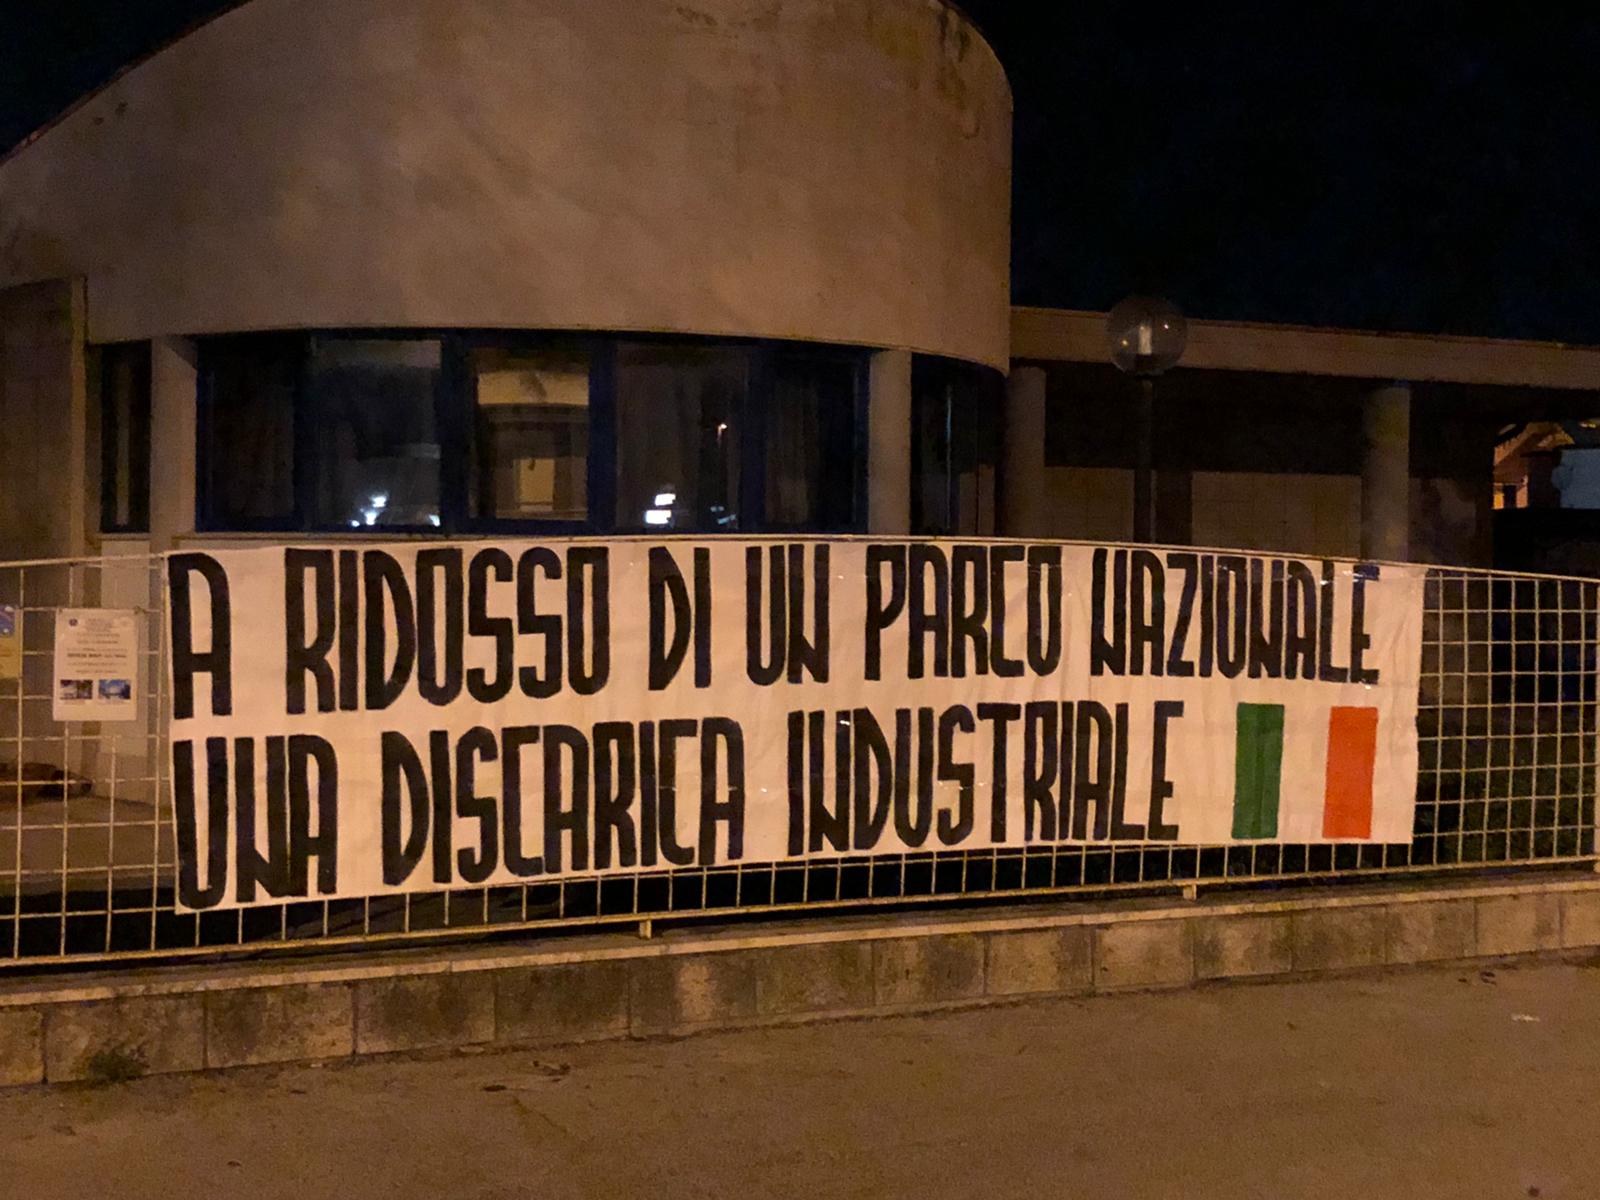 A RIDOSSO DI UN PARCO NAZIONALE
UNA DISCARICA INDUSTRIALE